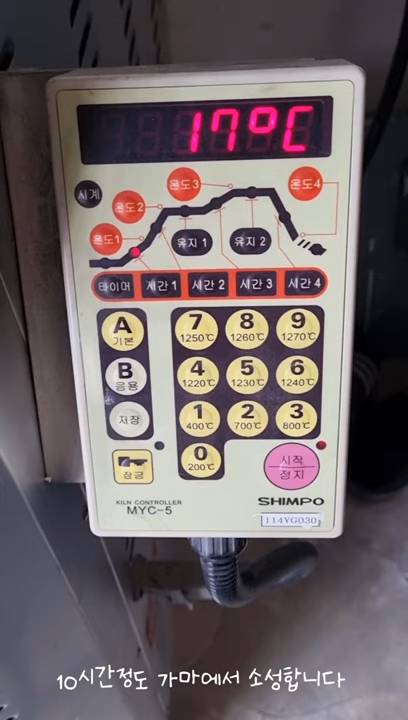 17°C
시계
온도1
온도2
온도3
온도4
유지 1
유지 2
타이머 시간 1 시간 2 시간 3 시간 4
A 기본
B 응용
저장
잠금
7 1250℃
8 1260℃
9 1270℃
4 1220℃
5 1230℃
6 1240℃
1 400℃
2 700℃
3 800℃
0 200℃
시작
정지
KILN CONTROLLER
MYC-5
SHIMPO
114YG030
10시간정도 가마에서 소성합니다